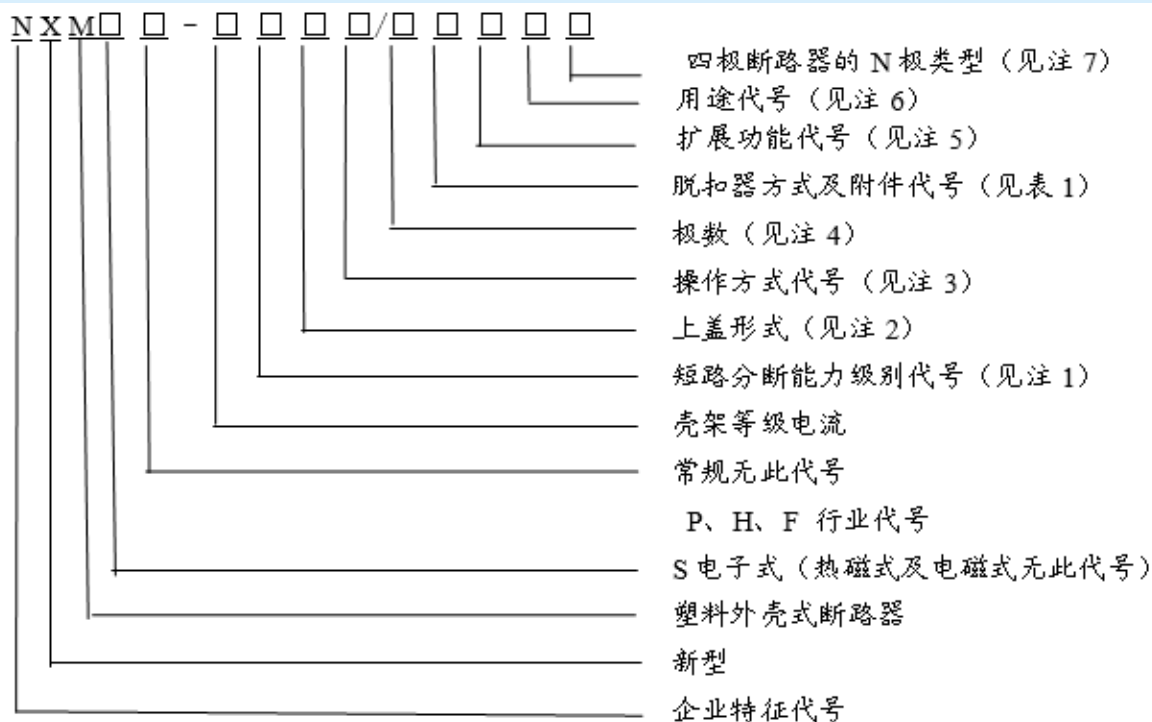 NXM□□-□□□□/□□□□□
四极断路器的N极类型（见注7）
用途代号（见注6）
扩展功能代号（见注5）
脱扣器方式及附件代号（见表1）
极数（见注4）
操作方式代号（见注3）
上盖形式（见注2）
短路分断能力级别代号（见注1）
壳架等级电流
常规无此代号
P、H、F 行业代号
S电子式（热磁式及电磁式无此代号）
塑料外壳式断路器
新型
企业特征代号